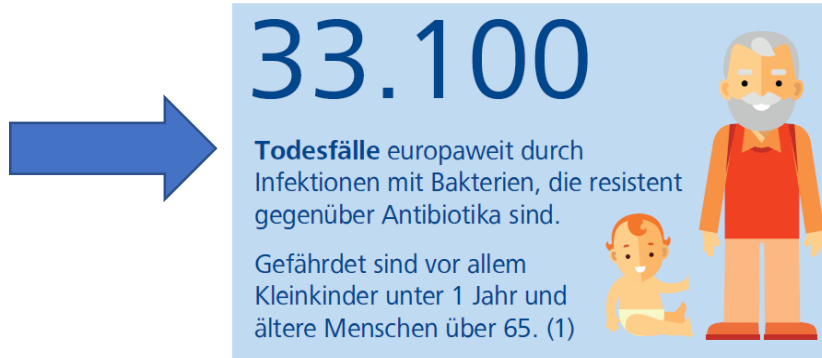 33.100
Todesfälle europaweit durch
Infektionen mit Bakterien, die resistent
gegenüber Antibiotika sind.
Gefährdet sind vor allem
Kleinkinder unter 1 Jahr und
ältere Menschen über 65. (1)